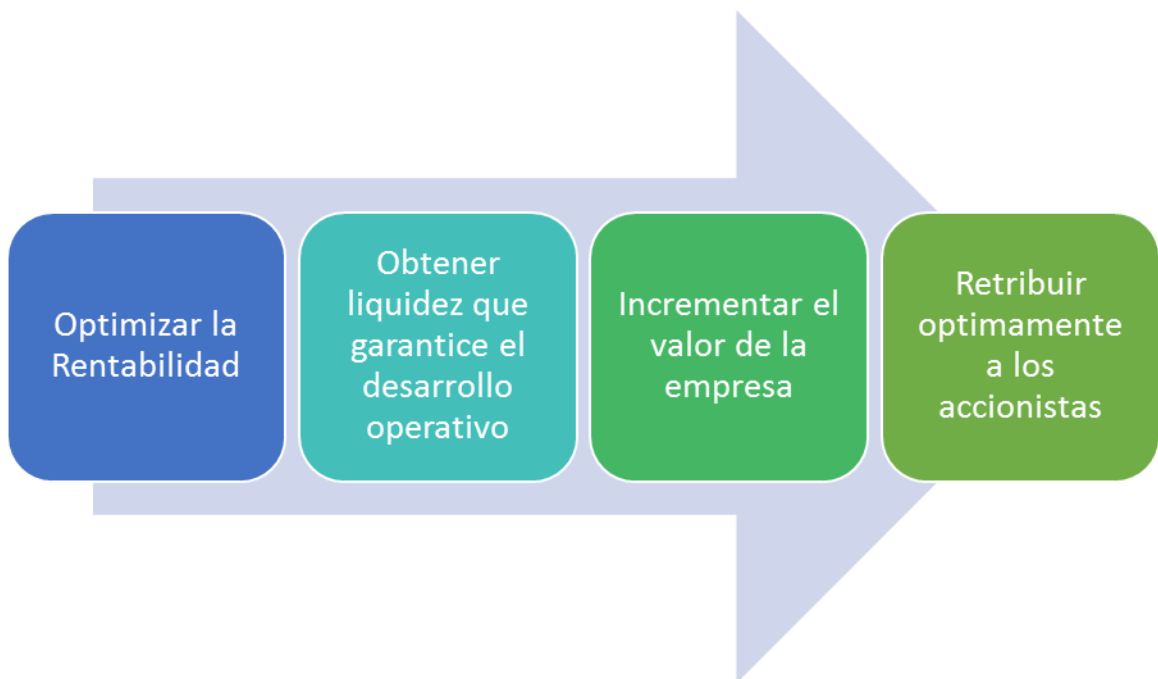 Optimizar la
Rentabilidad
Obtener
liquidez que
garantice el
desarrollo
operativo
Incrementar el
valor de la
empresa
Retribuir
optimamente
a los
accionistas